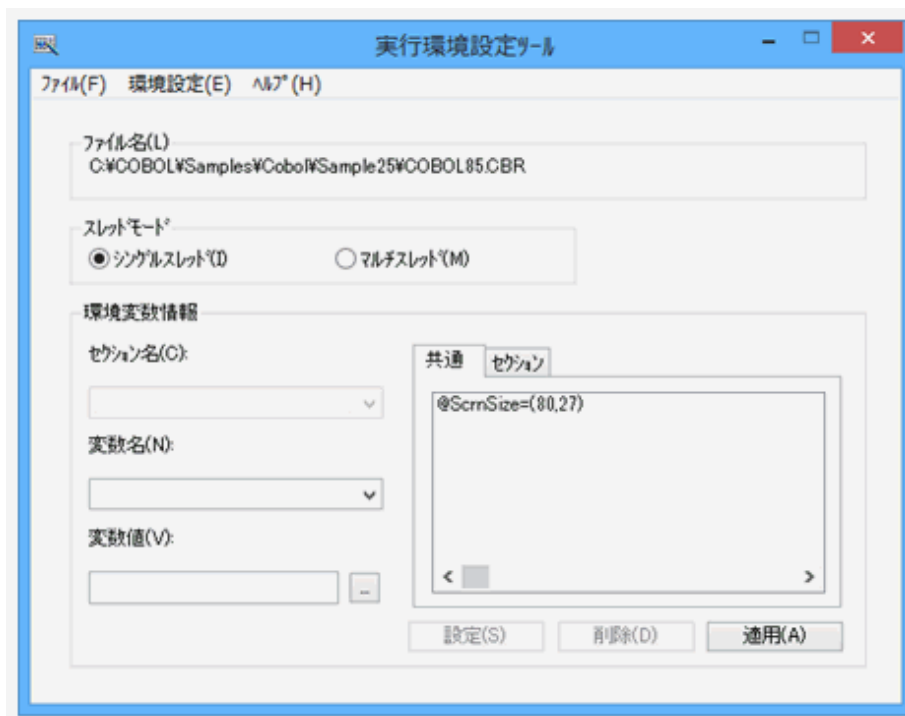 実行環境設定ﾂｰﾙ
ﾌｧｲﾙ(F) 環境設定(E) ﾍﾙﾌﾟ(H)
ﾌｧｲﾙ名(L)
C:¥COBOL¥Samples¥Cobol¥Sample25¥COBOL85.CBR
ｽﾚｯﾄﾞﾓｰﾄﾞ
ｼﾝｸﾞﾙｽﾚｯﾄﾞ(I) ﾏﾙﾁｽﾚｯﾄﾞ(M)
環境変数情報
ｾｸｼｮﾝ名(C):
共通 ｾｸｼｮﾝ
@ScrnSize=(80,27)
変数名(N):
変数値(V):
...
設定(S) 削除(D) 適用(A)